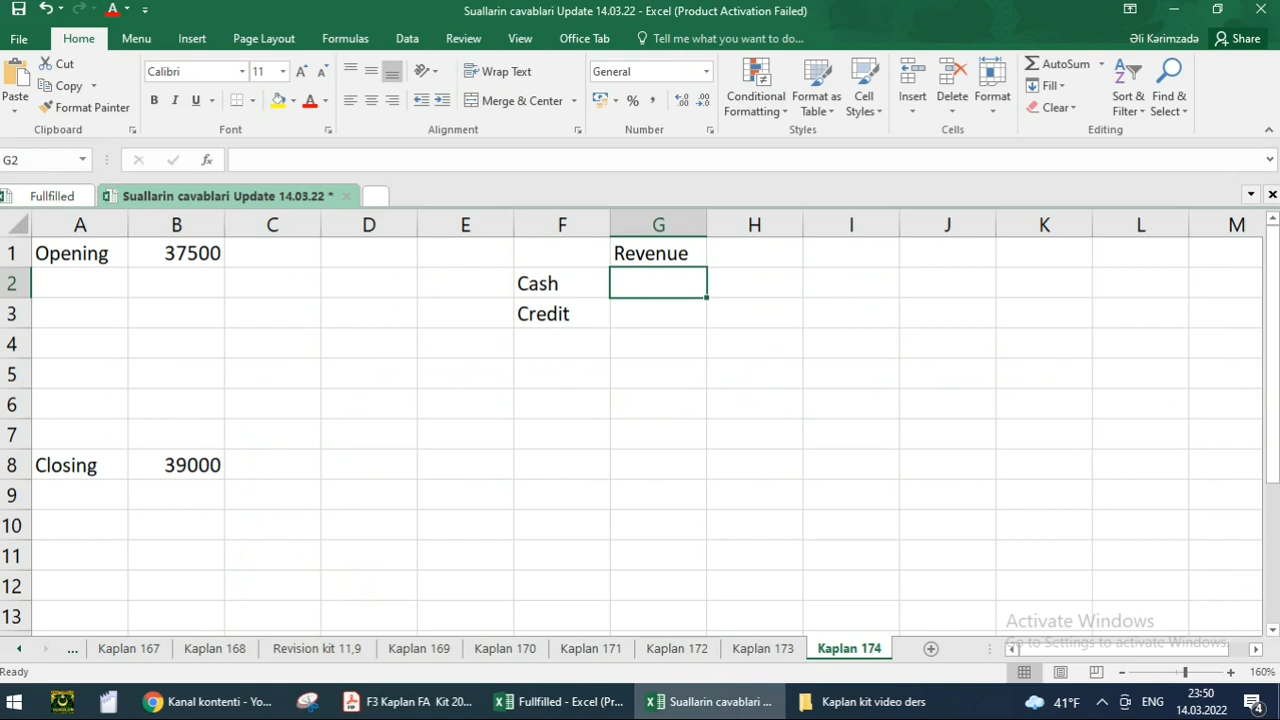 Suallarin cavablari Update 14.03.22 - Excel (Product Activation Failed)
File Home Menu Insert Page Layout Formulas Data Review View Office Tab Tell me what you want to do... Əli Kərimzadə Share
Paste Cut Copy Format Painter
Calibri 11
B I U
Wrap Text
Merge & Center
General
% ,
Conditional Formatting Format as Table Cell Styles
Insert Delete Format
AutoSum Fill Clear
Sort & Filter Find & Select
Clipboard Font Alignment Number Styles Cells Editing
G2 fx
Fullfilled Suallarin cavablari Update 14.03.22 *
A B C D E F G H I J K L M
1 Opening 37500 Revenue
2 Cash
3 Credit
4
5
6
7
8 Closing 39000
9
10
11
12
13
Activate Windows
Go to Settings to activate Windows.
... Kaplan 167 Kaplan 168 Revision kit 11,9 Kaplan 170 Kaplan 171 Kaplan 172 Kaplan 173 Kaplan 174
Ready 160%
Kanal kontenti - Yo... F3 Kaplan FA Kit 20... Fullfilled - Excel (Pr... Suallarin cavablari ... Kaplan kit video ders 41°F ENG 23:50
14.03.2022 4